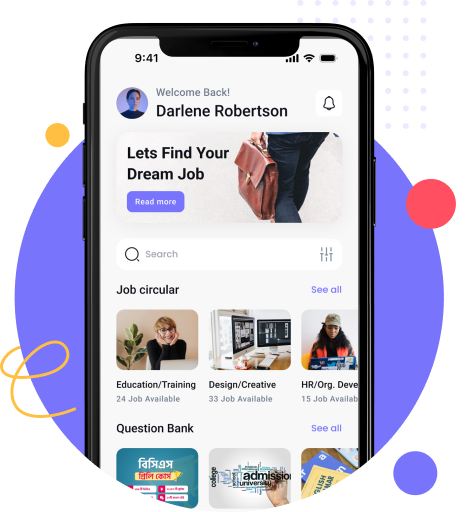 9:41
Welcome Back!
Darlene Robertson
Lets Find Your
Dream Job
Read more
Search
Job circular
See all
Education/Training
Design/Creative
HR/Org. Deve
24 Job Available
33 Job Available
15 Job Availab
Question Bank
See all
বিসিএস
প্রিলি কোর্স
college
admission
university